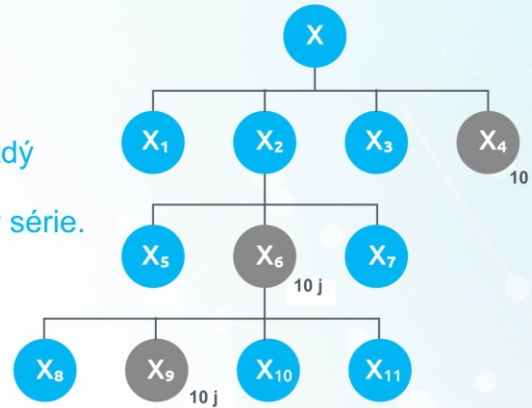 X
X₁ X₂ X₃ X₄
dý
10
série.
X₅ X₆ X₇
10 j
X₈ X₉ X₁₀ X₁₁
10 j